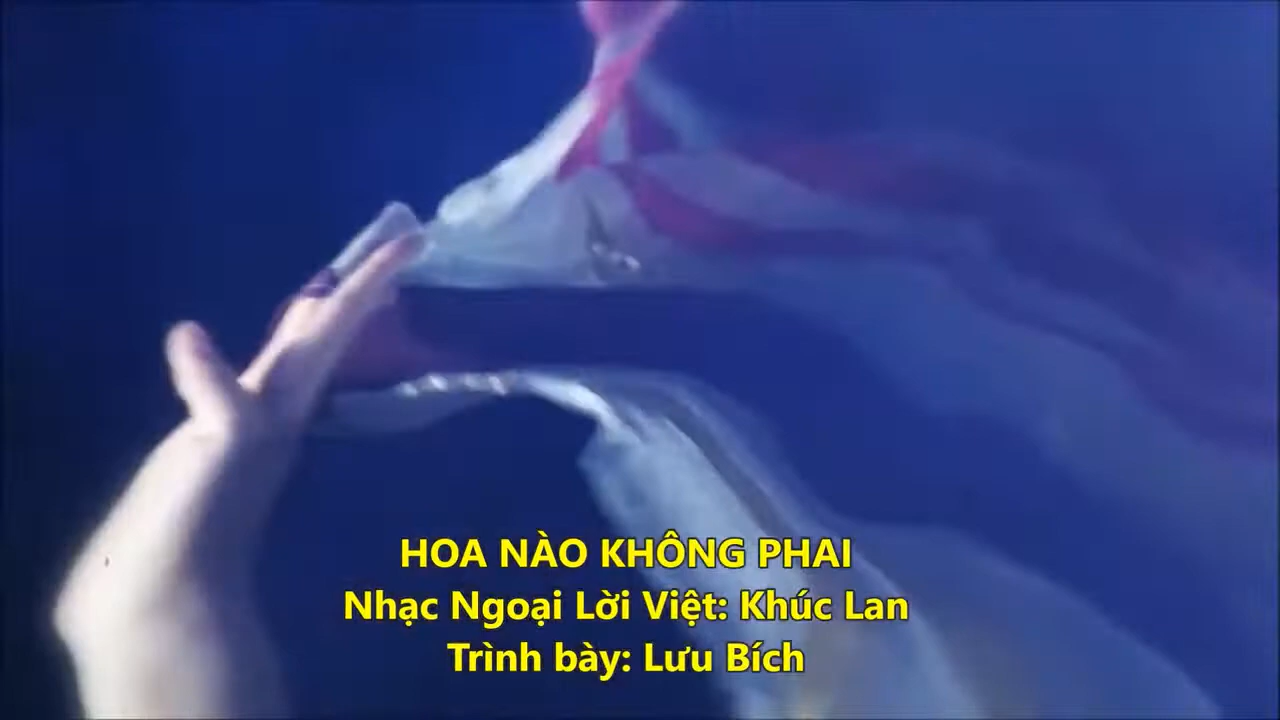 HOA NÀO KHÔNG PHAI
Nhạc Ngoại Lời Việt: Khúc Lan
Trình bày: Lưu Bích